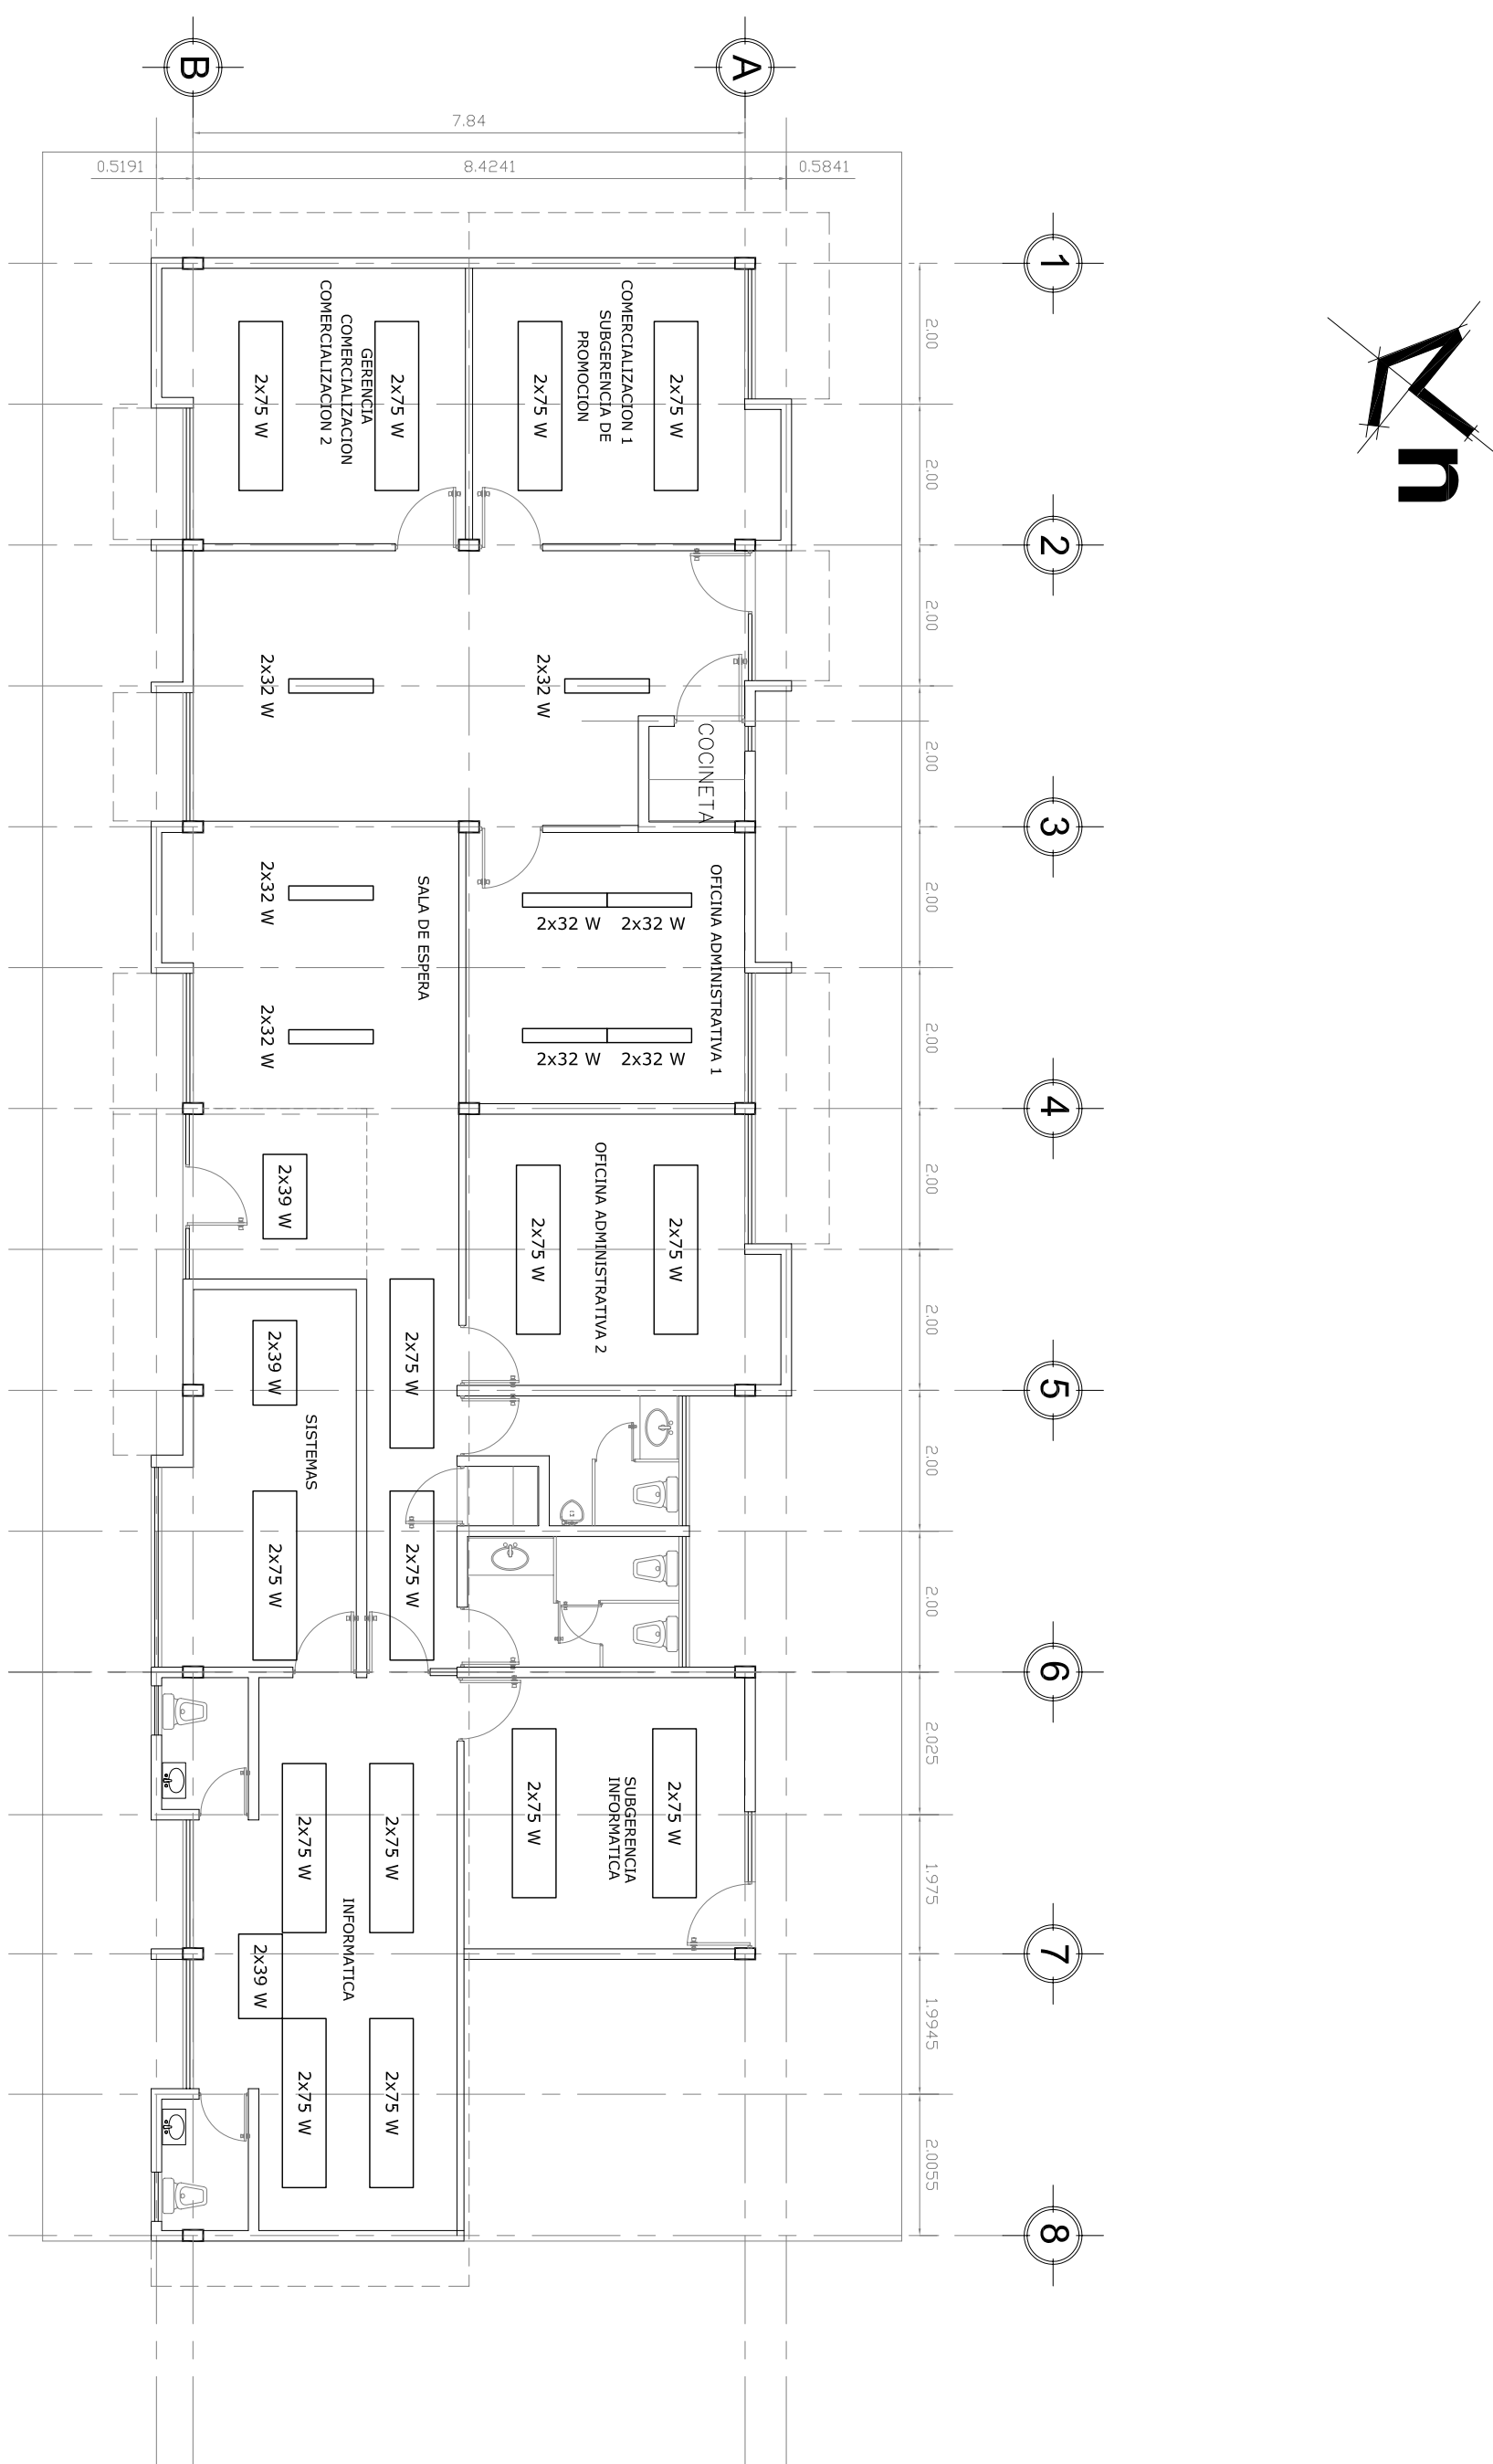 n
1
2
3
4
5
6
7
8
A
B
2.00
2.00
2.00
2.00
2.00
2.00
2.00
2.00
2.00
2.00
2.025
1.975
1.9945
2.0055
0.5841
8.4241
0.5191
7.84
COMERCIALIZACION 1
SUBGERENCIA DE
PROMOCION
2x75 W
2x75 W
GERENCIA
COMERCIALIZACION
COMERCIALIZACION 2
2x75 W
2x75 W
2x32 W
2x32 W
COCINETA
OFICINA ADMINISTRATIVA 1
2x32 W
2x32 W
2x32 W
2x32 W
SALA DE ESPERA
2x32 W
2x32 W
2x39 W
OFICINA ADMINISTRATIVA 2
2x75 W
2x75 W
2x75 W
2x75 W
SISTEMAS
2x39 W
2x75 W
SUBGERENCIA
INFORMATICA
2x75 W
2x75 W
INFORMATICA
2x75 W
2x75 W
2x39 W
2x75 W
2x75 W